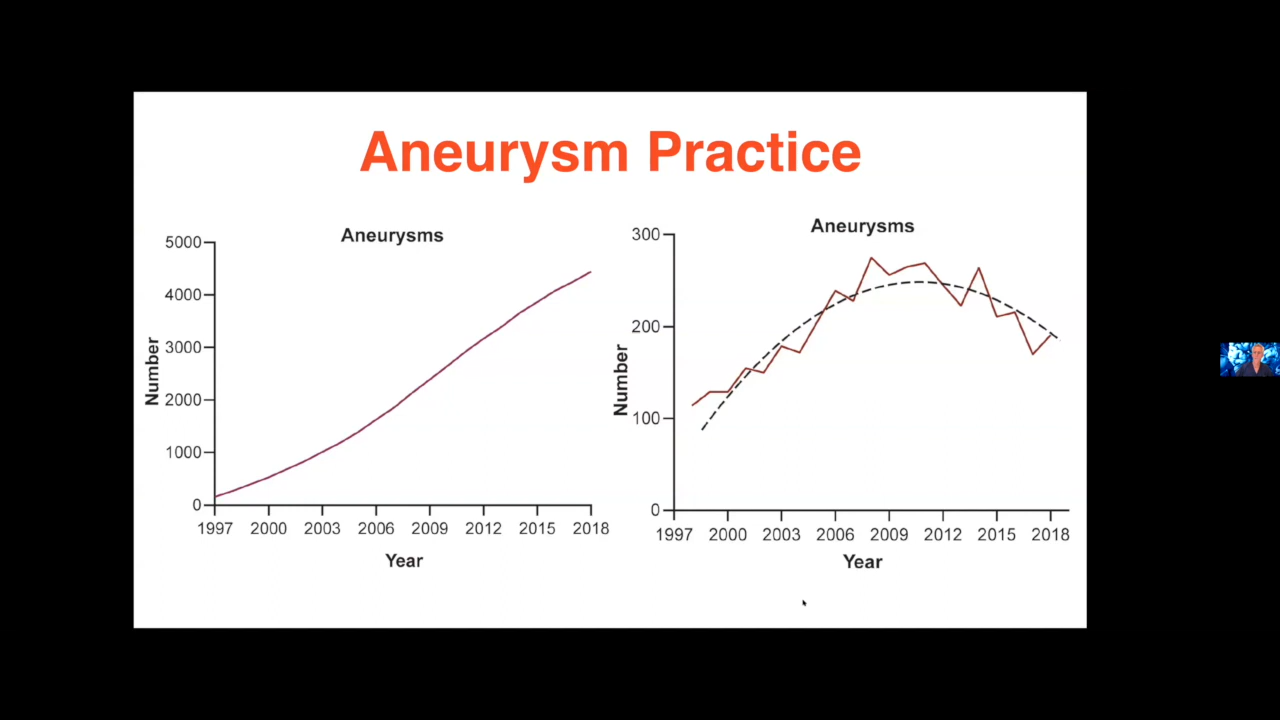 Aneurysm Practice
Aneurysms
5000
4000
3000
2000
1000
0
Number
1997 2000 2003 2006 2009 2012 2015 2018
Year
Aneurysms
300
200
100
0
Number
1997 2000 2003 2006 2009 2012 2015 2018
Year